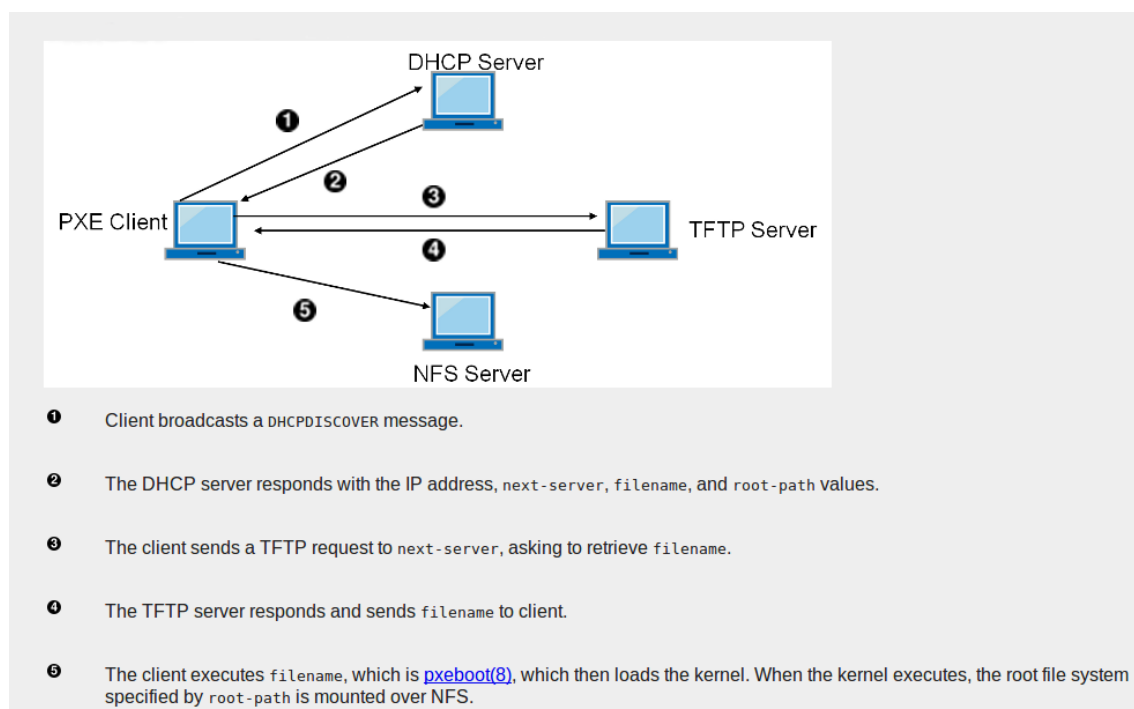 DHCP Server
❶
❷
❸
PXE Client
TFTP Server
❹
❺
NFS Server
❶ Client broadcasts a DHCPDISCOVER message.
❷ The DHCP server responds with the IP address, next-server, filename, and root-path values.
❸ The client sends a TFTP request to next-server, asking to retrieve filename.
❹ The TFTP server responds and sends filename to client.
❺ The client executes filename, which is pxeboot(8), which then loads the kernel. When the kernel executes, the root file system
specified by root-path is mounted over NFS.